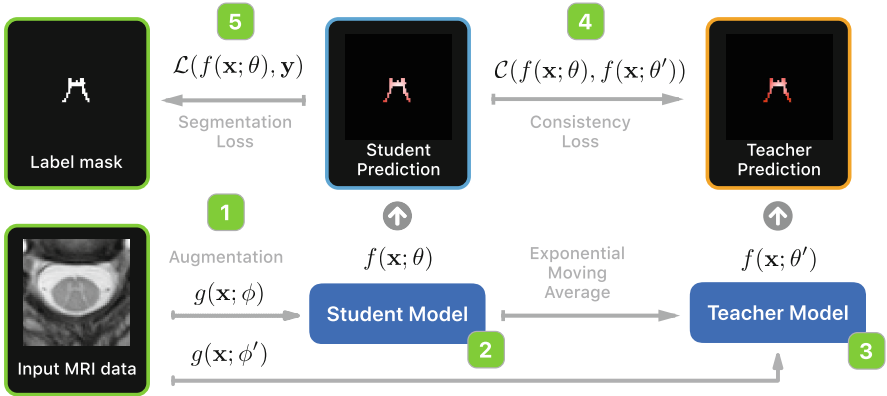 5
4
ℒ(f(x; θ), y)
𝒞(f(x; θ), f(x; θ′))
Segmentation
Loss
Consistency
Loss
Label mask
Student
Prediction
Teacher
Prediction
1
Augmentation
f(x; θ)
Exponential
Moving
Average
f(x; θ′)
g(x; ϕ)
Student Model
Teacher Model
2
3
g(x; ϕ′)
Input MRI data